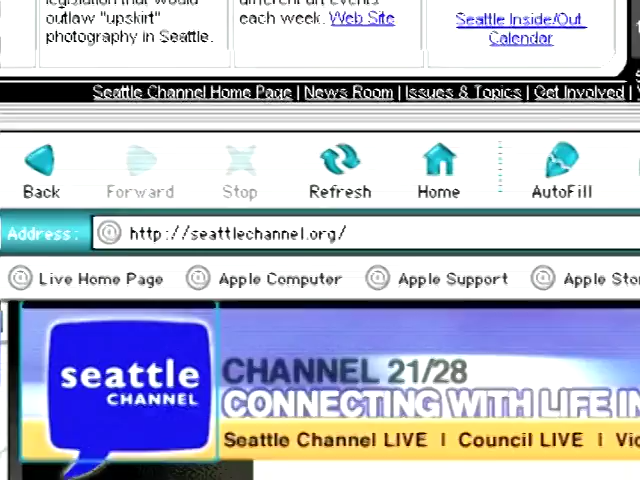 legislation that would
outlaw "upskirt"
photography in Seattle.
different art events
each week. Web Site
Seattle Inside/Out
Calendar
Seattle Channel Home Page | News Room | Issues & Topics | Get Involved |
Back Forward Stop Refresh Home AutoFill
Address: http://seattlechannel.org/
Live Home Page Apple Computer Apple Support Apple Sto
seattle
CHANNEL
CHANNEL 21/28
CONNECTING WITH LIFE IN
Seattle Channel LIVE | Council LIVE | Vic